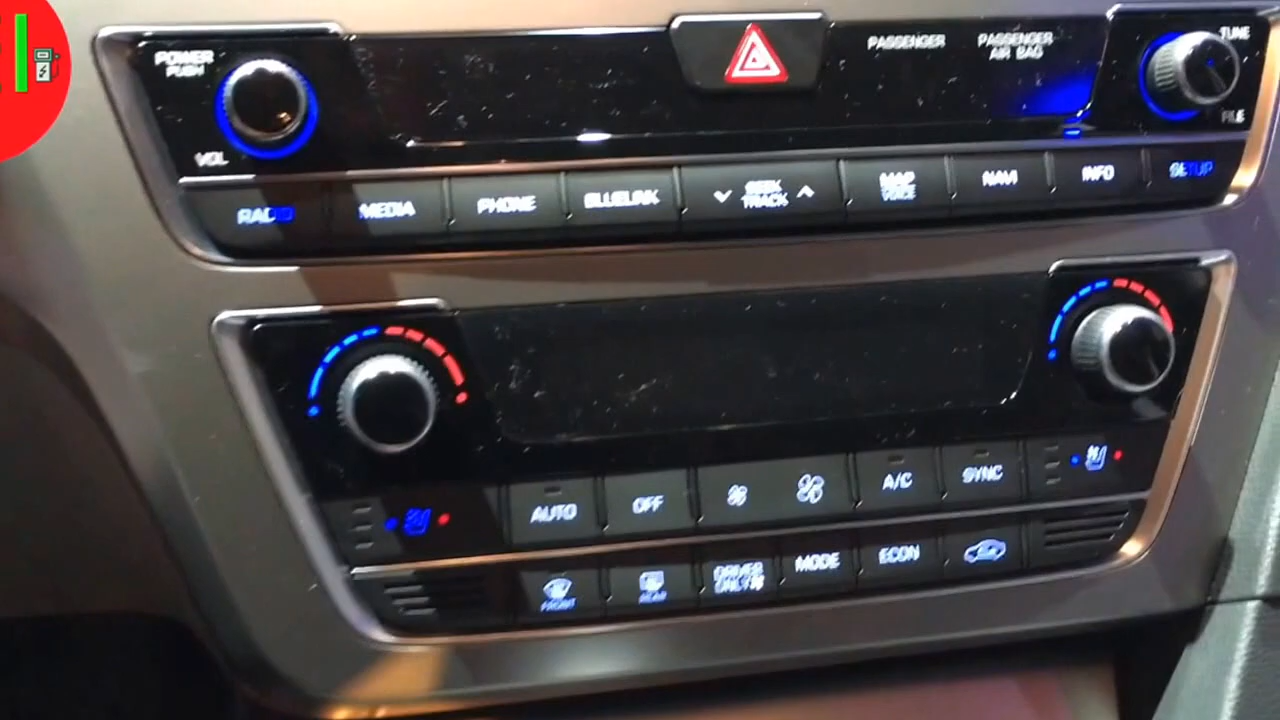 POWER
PUSH
VOL
PASSENGER
PASSENGER
AIR BAG
TUNE
FILE
RADIO
MEDIA
PHONE
BLUELINK
SEEK
TRACK
MAP
VOICE
NAVI
INFO
SETUP
AUTO
OFF
A/C
SYNC
FRONT
REAR
DRIVER
ONLY
MODE
ECON